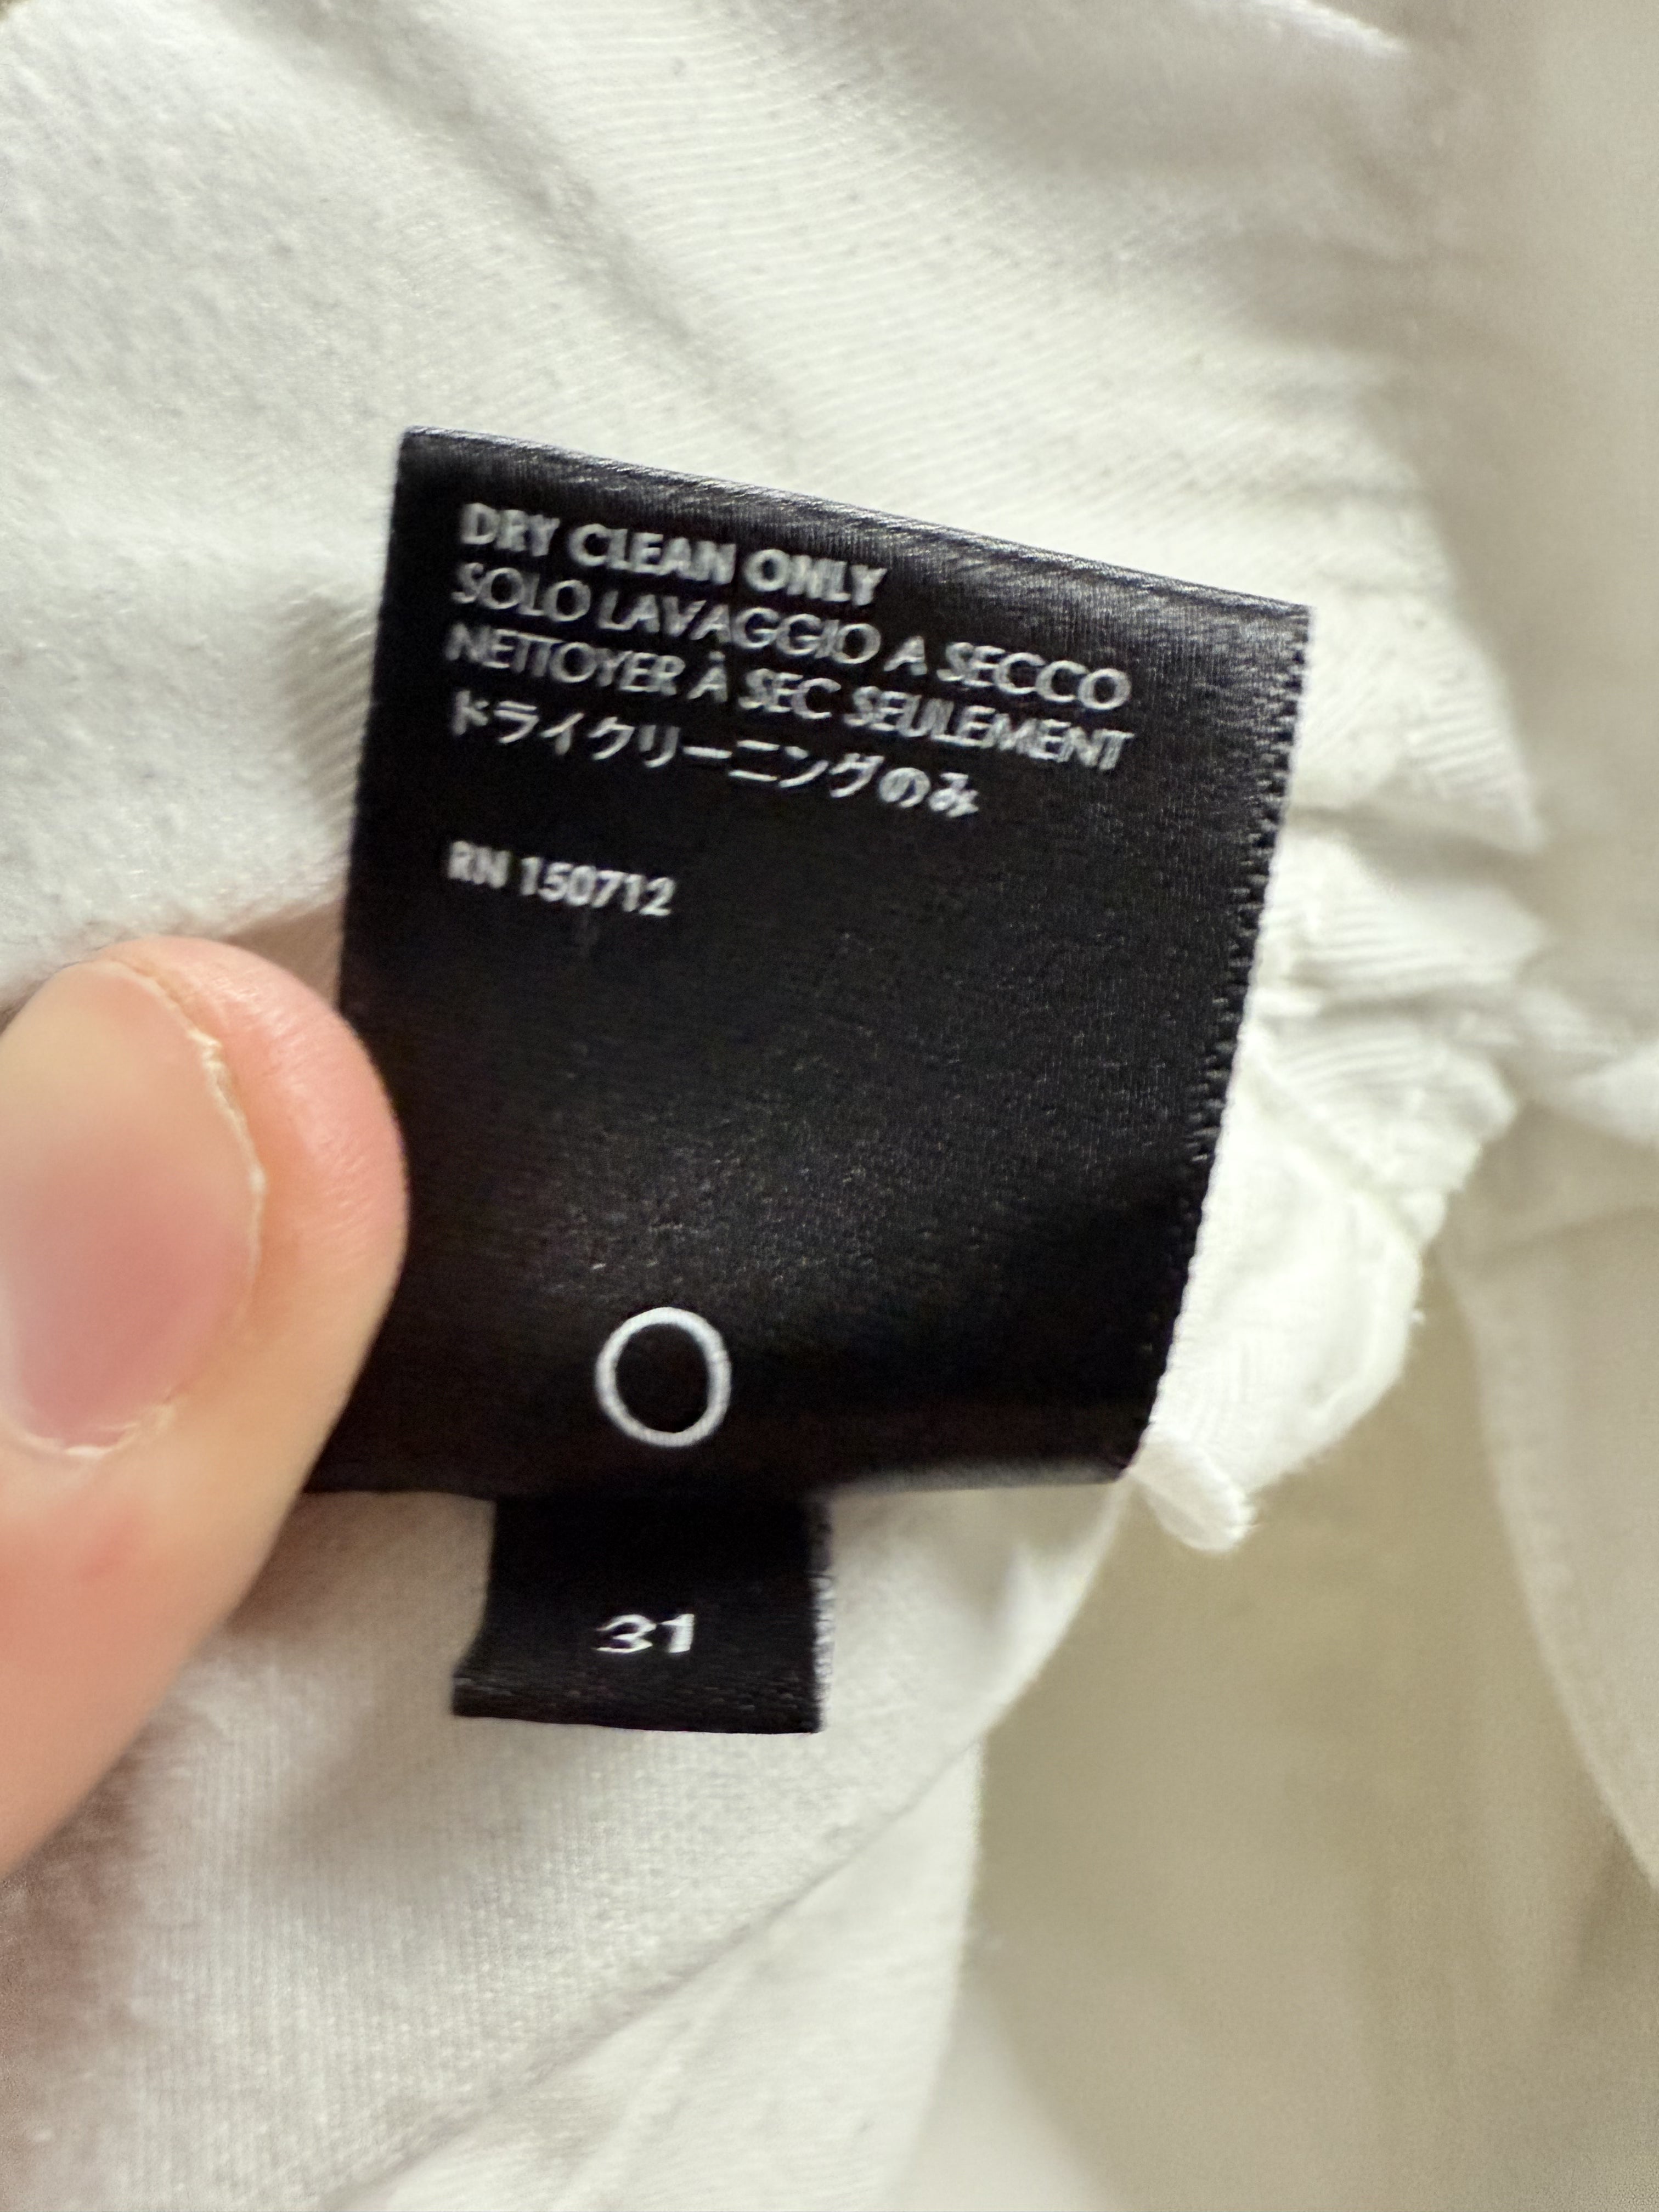 DRY CLEAN ONLY
SOLO LAVAGGIO A SECCO
NETTOYER À SEC SEULEMENT
ドライクリーニングのみ
RN 150712
31